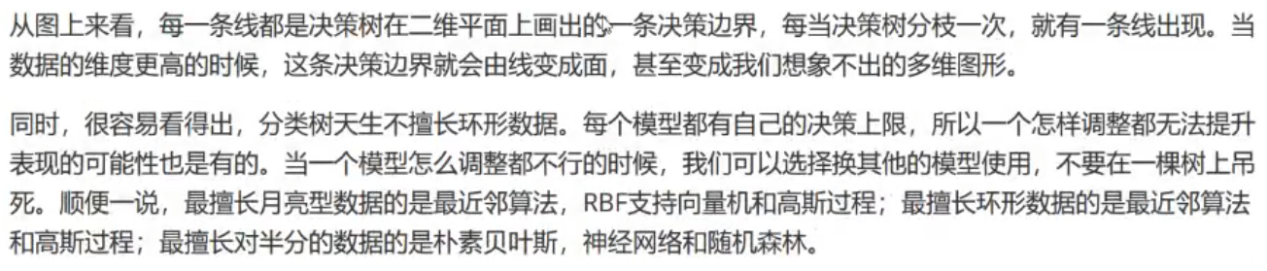 从图上来看，每一条线都是决策树在二维平面上画出的一条决策边界，每当决策树分枝一次，就有一条线出现。当
数据的维度更高的时候，这条决策边界就会由线变成面，甚至变成我们想象不出的多维图形。
同时，很容易看得出，分类树天生不擅长环形数据。每个模型都有自己的决策上限，所以一个怎样调整都无法提升
表现的可能性也是有的。当一个模型怎么调整都不行的时候，我们可以选择换其他的模型使用，不要在一棵树上吊
死。顺便一说，最擅长月亮型数据的是最近邻算法，RBF支持向量机和高斯过程；最擅长环形数据的是最近邻算法
和高斯过程；最擅长对半分的数据的是朴素贝叶斯，神经网络和随机森林。